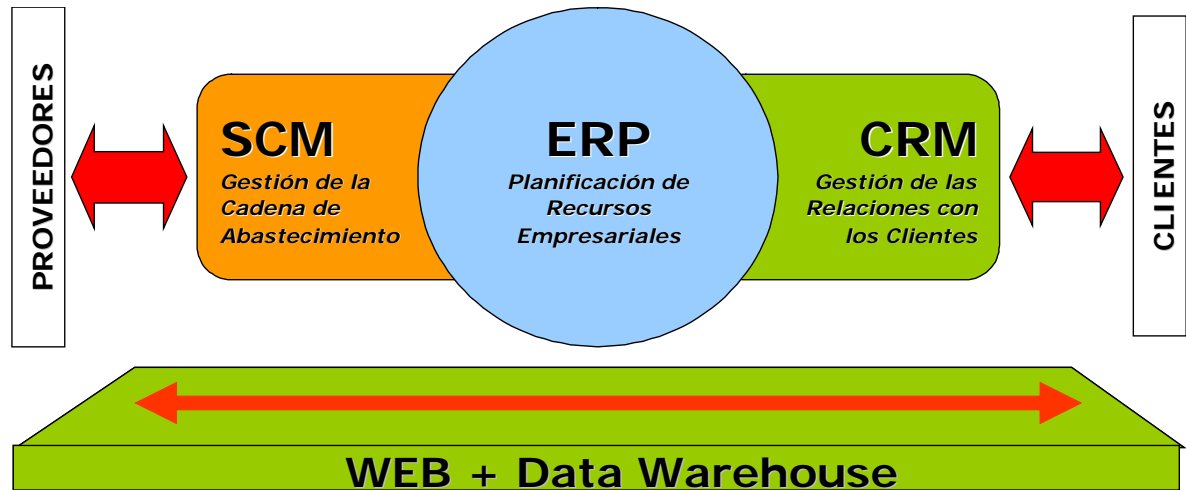 PROVEEDORES
SCM
Gestión de la
Cadena de
Abastecimiento
ERP
Planificación de
Recursos
Empresariales
CRM
Gestión de las
Relaciones con
los Clientes
CLIENTES
WEB + Data Warehouse